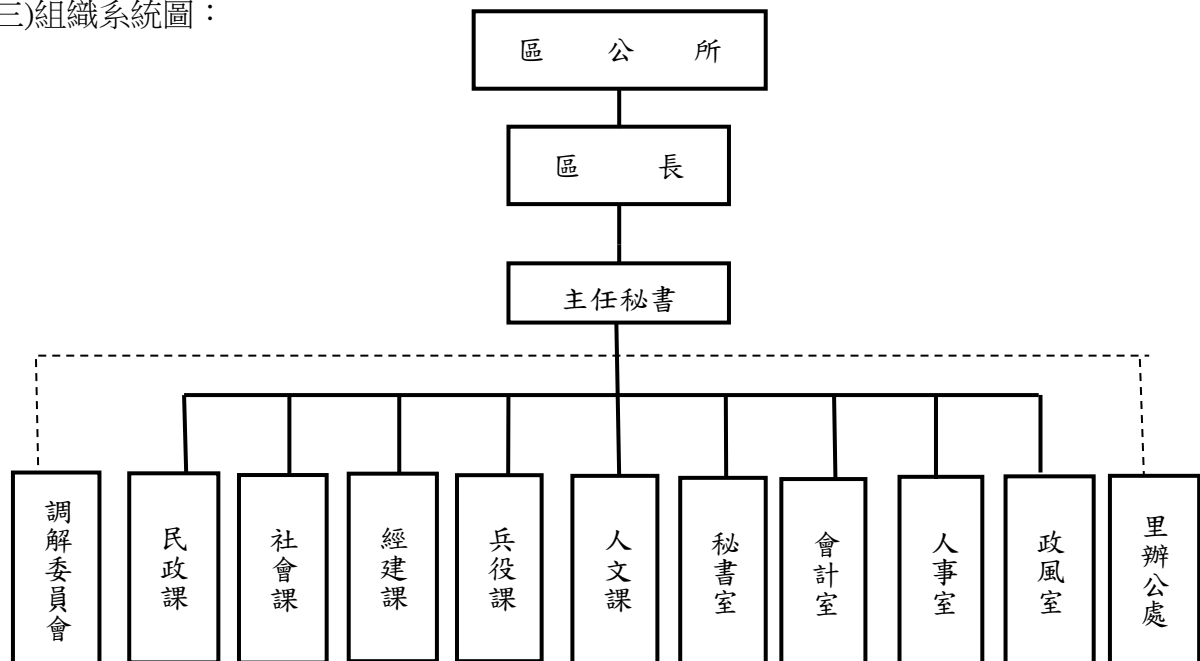 三)組織系統圖：
區公所
區長
主任秘書
調解委員會
民政課
社會課
經建課
兵役課
人文課
秘書室
會計室
人事室
政風室
里辦公處